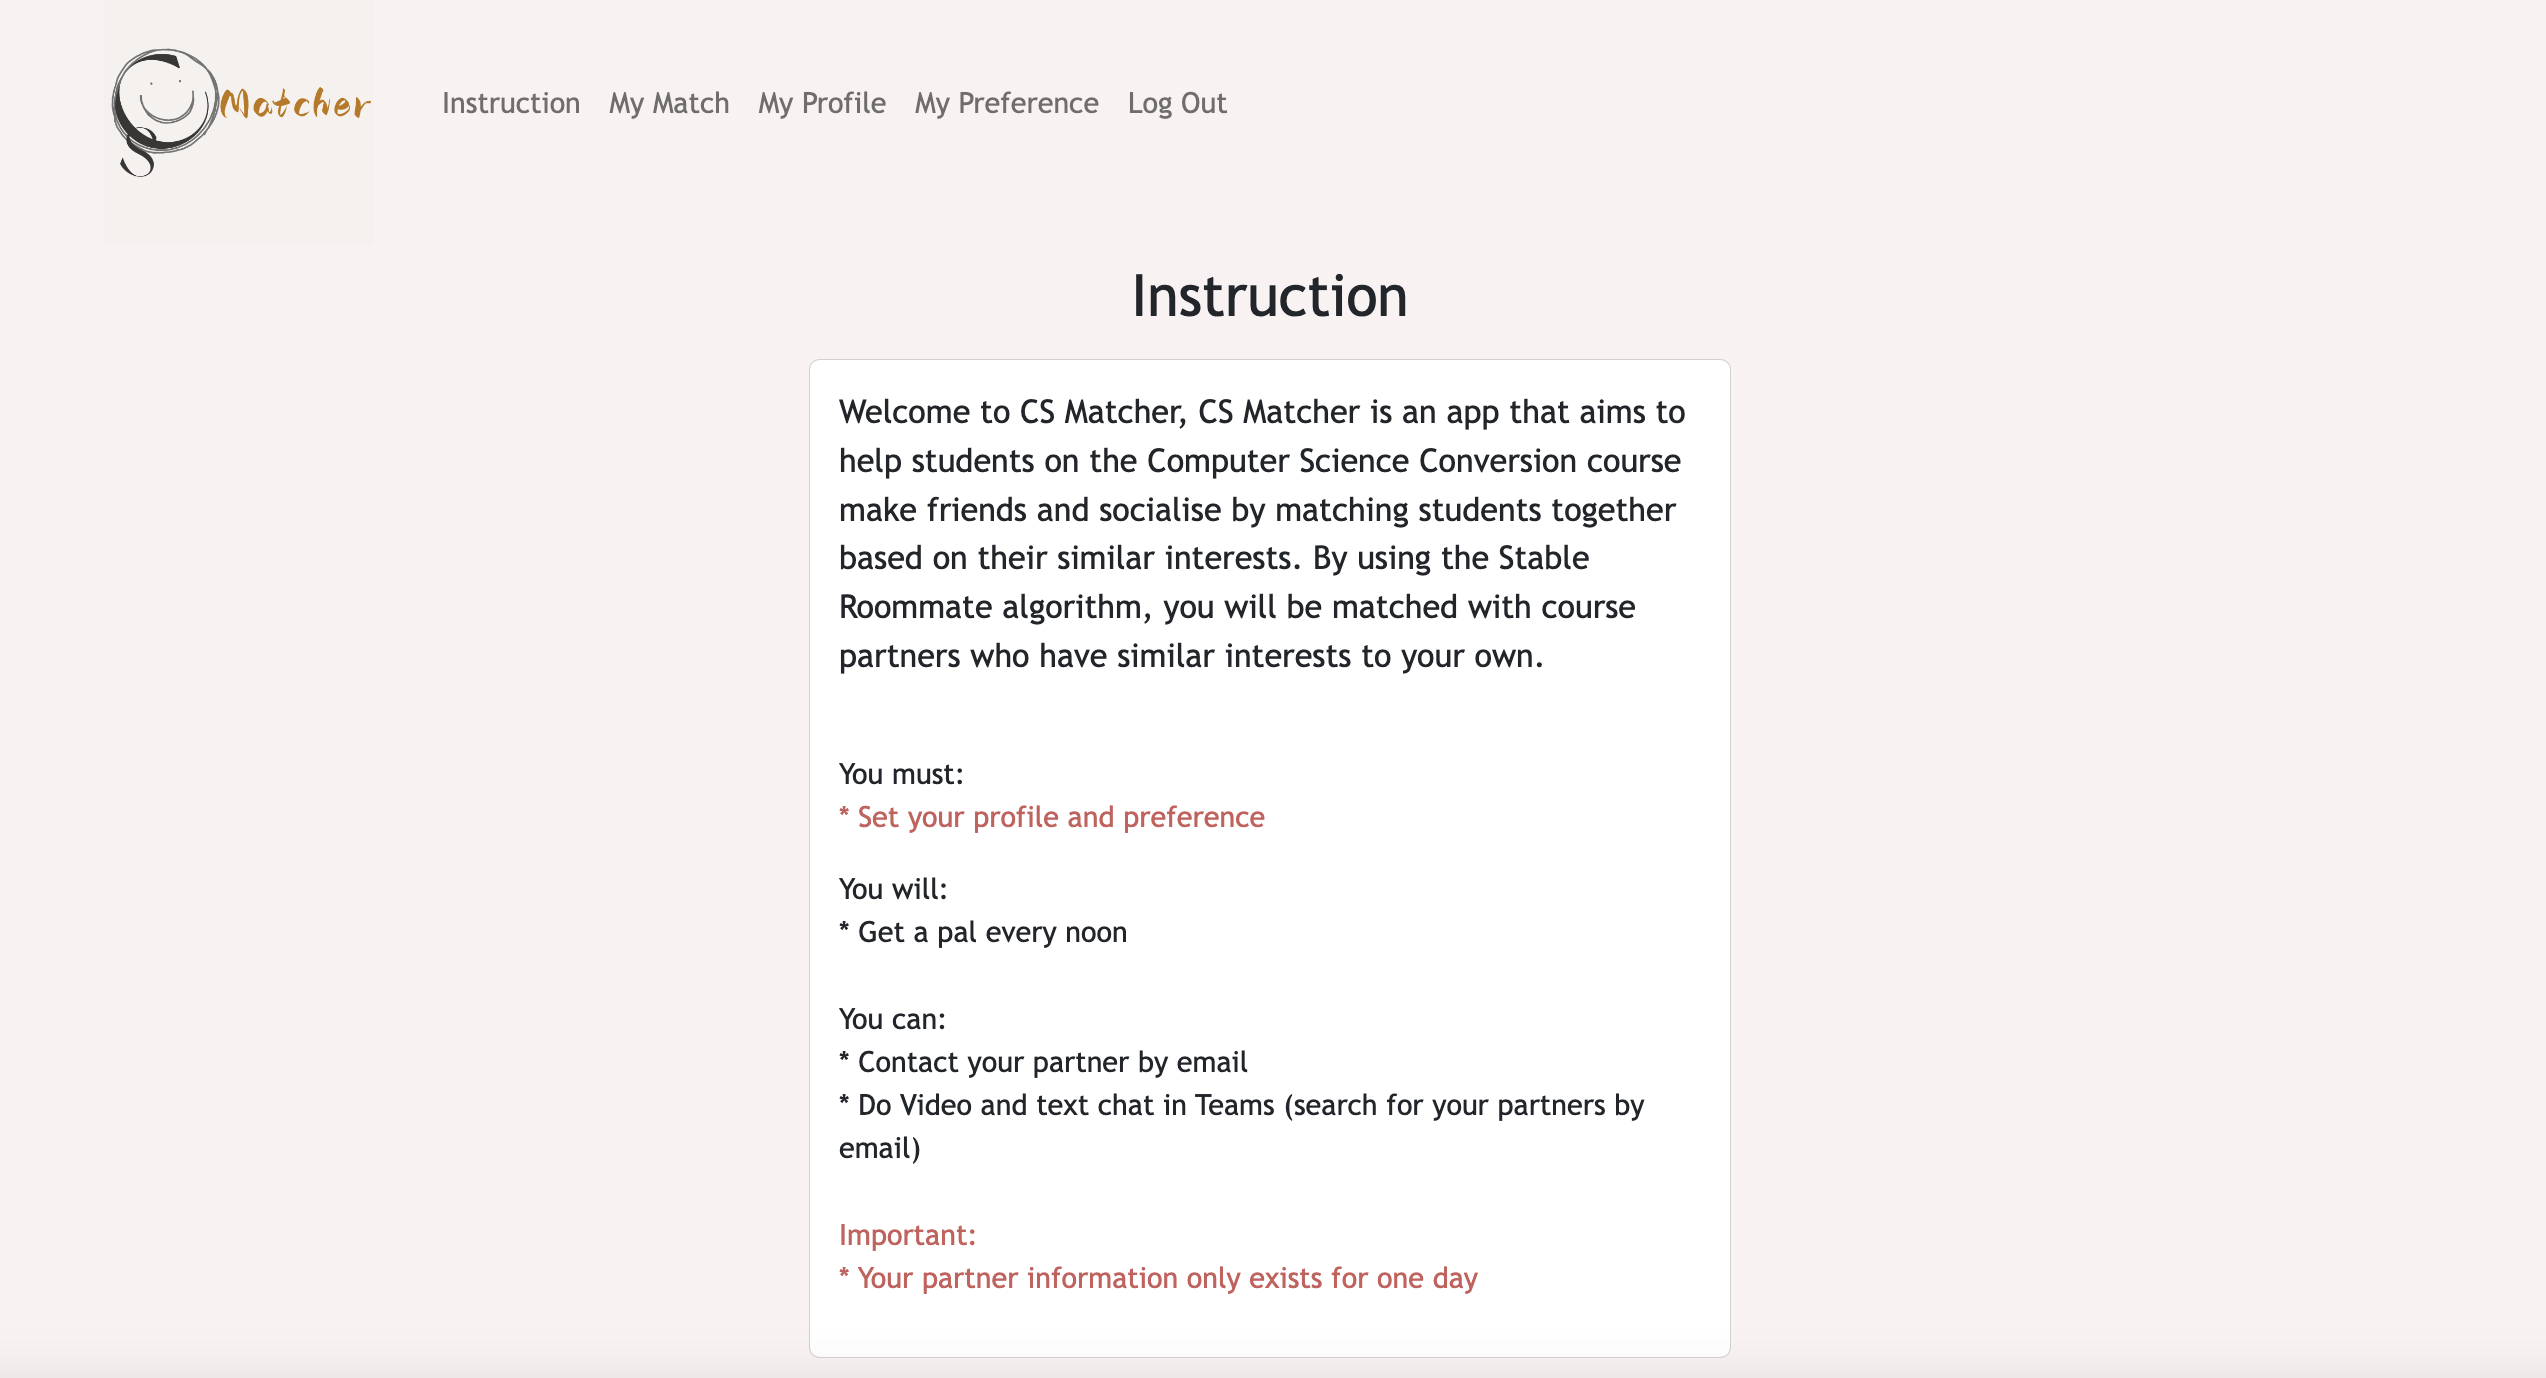 CS Matcher
Instruction My Match My Profile My Preference Log Out
Instruction
Welcome to CS Matcher, CS Matcher is an app that aims to
help students on the Computer Science Conversion course
make friends and socialise by matching students together
based on their similar interests. By using the Stable
Roommate algorithm, you will be matched with course
partners who have similar interests to your own.
You must:
* Set your profile and preference
You will:
* Get a pal every noon
You can:
* Contact your partner by email
* Do Video and text chat in Teams (search for your partners by
email)
Important:
* Your partner information only exists for one day